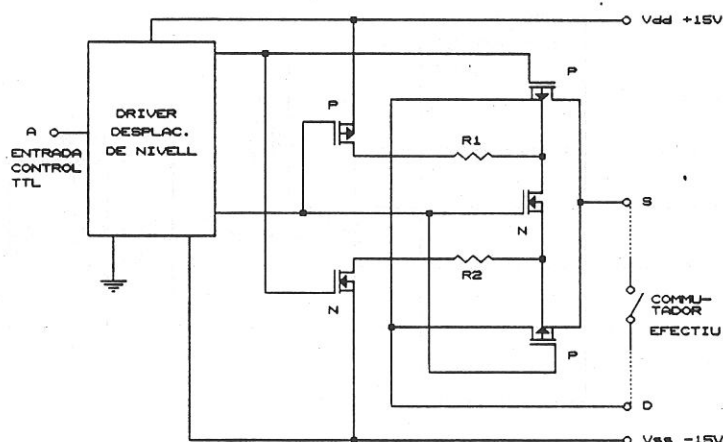 Vdd +15V
P
DRIVER
DESPLAC.
DE NIVELL
P
A
R1
ENTRADA
CONTROL
TTL
S
N
R2
COMMU-
TADOR
EFECTIU
N
P
D
Vss -15V